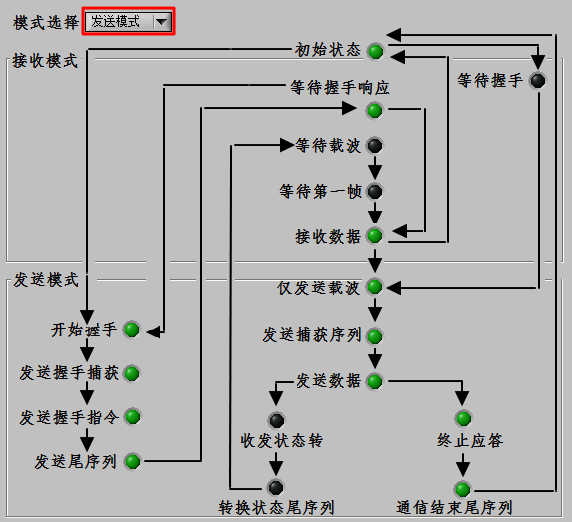 模式选择 发送模式
初始状态
接收模式
等待握手
等待握手响应
等待载波
等待第一帧
接收数据
发送模式
仅发送载波
开始握手
发送捕获序列
发送握手捕获
发送数据
发送握手指令
收发状态转
终止应答
发送尾序列
转换状态尾序列
通信结束尾序列